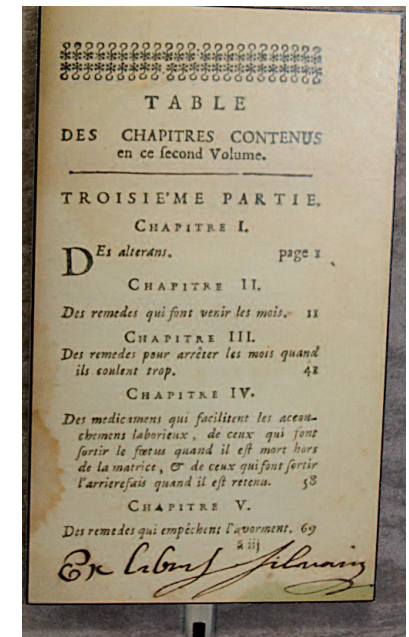 TABLE
DES CHAPITRES CONTENUS
en ce ſecond Volume.
TROISIE'ME PARTIE.
CHAPITRE I.
DEs alterans. page 1
CHAPITRE II.
Des remedes qui font venir les mois. 11
CHAPITRE III.
Des remedes pour arrêter les mois quand
ils coulent trop. 42
CHAPITRE IV.
Des medicamens qui facilitent les accou-
chemens laborieux, de ceux qui font
ſortir le fœtus quand il eſt mort hors
de la matrice, & de ceux qui font ſortir
l'arrierefais quand il eſt retenu. 58
CHAPITRE V.
Des remedes qui empêchent l'avorment. 69
ã iij
Ex Libris